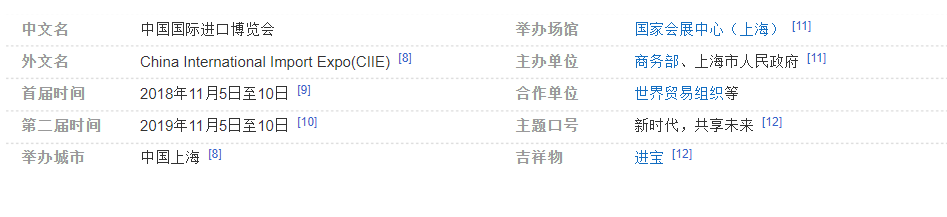 中文名 中国国际进口博览会 举办场馆 国家会展中心（上海） [11]
外文名 China International Import Expo(CIIE) [8] 主办单位 商务部、上海市人民政府 [11]
首届时间 2018年11月5日至10日 [9] 合作单位 世界贸易组织等
第二届时间 2019年11月5日至10日 [10] 主题口号 新时代，共享未来 [12]
举办城市 中国上海 [8] 吉祥物 进宝 [12]